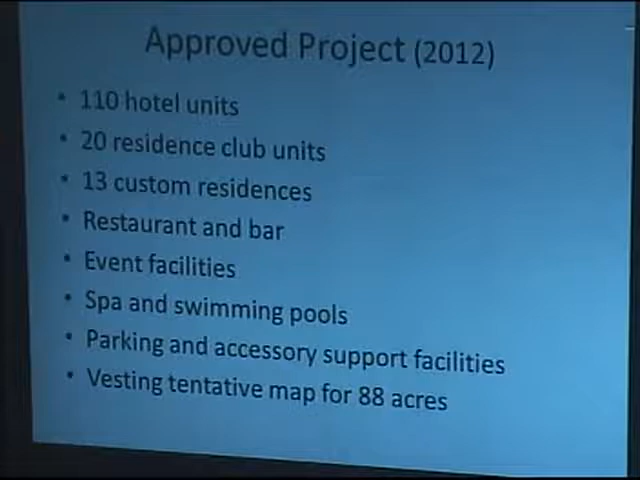 Approved Project (2012)
• 110 hotel units
• 20 residence club units
• 13 custom residences
• Restaurant and bar
• Event facilities
• Spa and swimming pools
• Parking and accessory support facilities
• Vesting tentative map for 88 acres